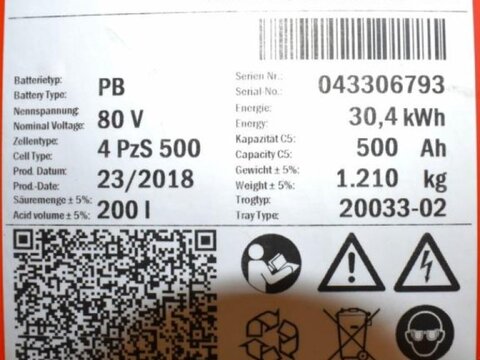 Batterietyp:
Battery Type: PB
Serien Nr.:
Serial-No.: 043306793
Nennspannung:
Nominal Voltage: 80 V
Energie:
Energy: 30,4 kWh
Zellentype:
Cell Type: 4 PzS 500
Kapazität C5:
Capacity C5: 500 Ah
Prod. Datum:
Prod.-Date: 23/2018
Gewicht ± 5%:
Weight ± 5%: 1.210 kg
Säuremenge ± 5%:
Acid volume ± 5%: 200 l
Trogtyp:
Tray Type: 20033-02